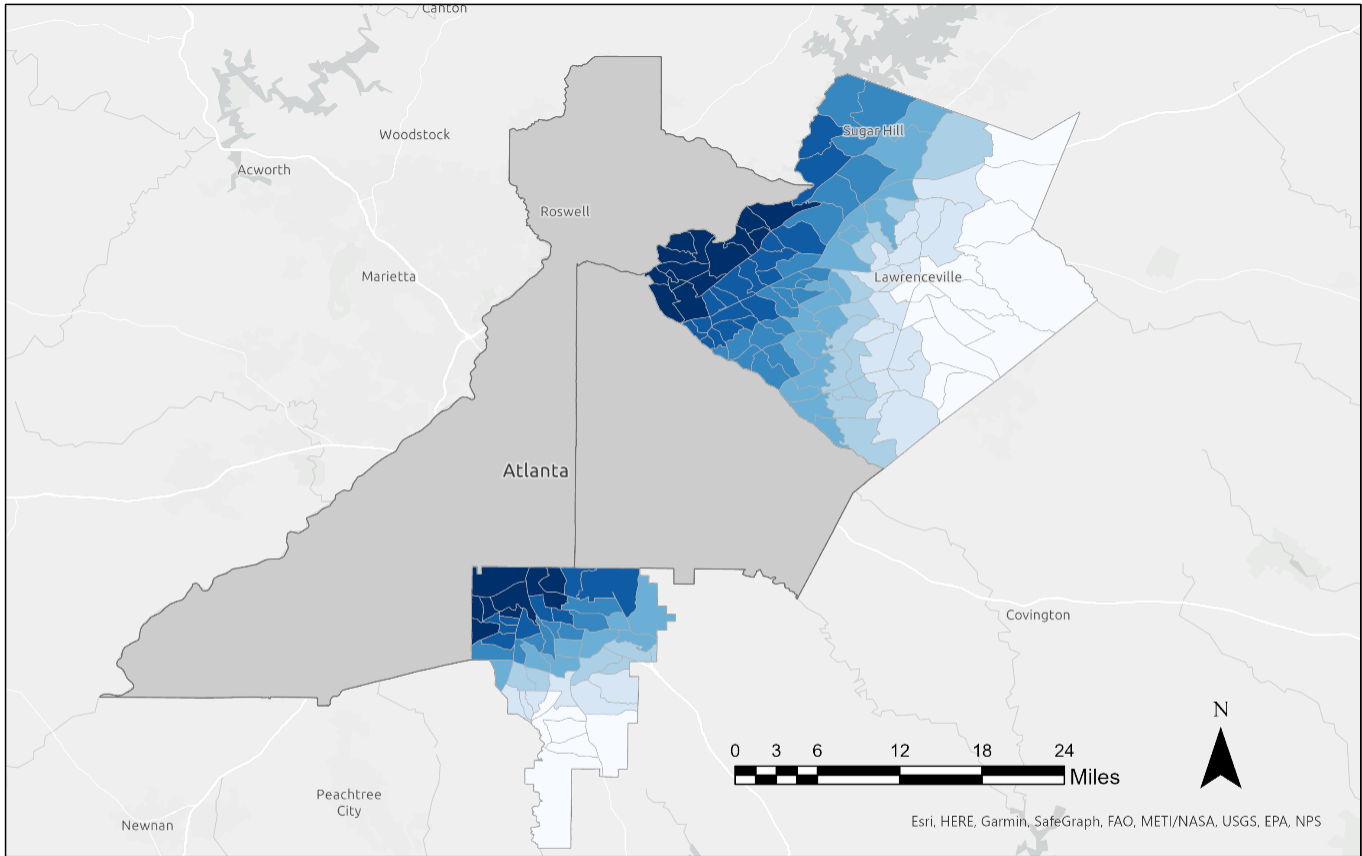 Canton
Woodstock
Sugar Hill
Acworth
Roswell
Marietta
Lawrenceville
Atlanta
Covington
N
0 3 6 12 18 24
Miles
Peachtree
City
Newnan
Esri, HERE, Garmin, SafeGraph, FAO, METI/NASA, USGS, EPA, NPS